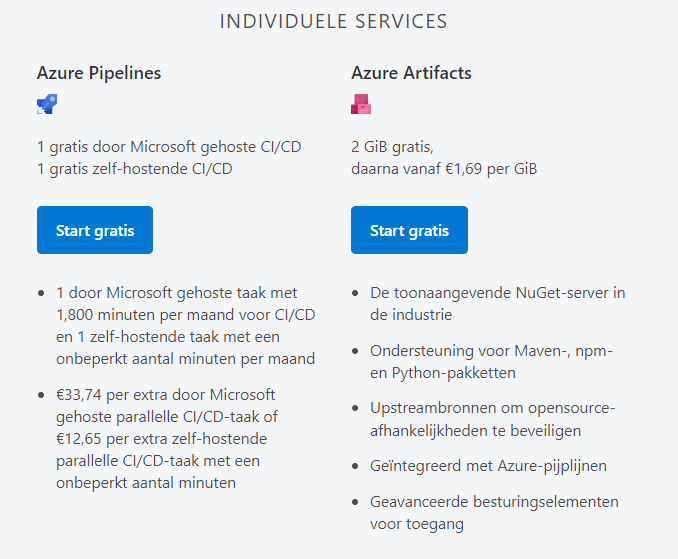 INDIVIDUELE SERVICES
Azure Pipelines
1 gratis door Microsoft gehoste CI/CD
1 gratis zelf-hostende CI/CD
Start gratis
• 1 door Microsoft gehoste taak met
1,800 minuten per maand voor CI/CD
en 1 zelf-hostende taak met een
onbeperkt aantal minuten per maand
• €33,74 per extra door Microsoft
gehoste parallelle CI/CD-taak of
€12,65 per extra zelf-hostende
parallelle CI/CD-taak met een
onbeperkt aantal minuten
Azure Artifacts
2 GiB gratis,
daarna vanaf €1,69 per GiB
Start gratis
• De toonaangevende NuGet-server in
de industrie
• Ondersteuning voor Maven-, npm-
en Python-pakketten
• Upstreambronnen om opensource-
afhankelijkheden te beveiligen
• Geïntegreerd met Azure-pijplijnen
• Geavanceerde besturingselementen
voor toegang